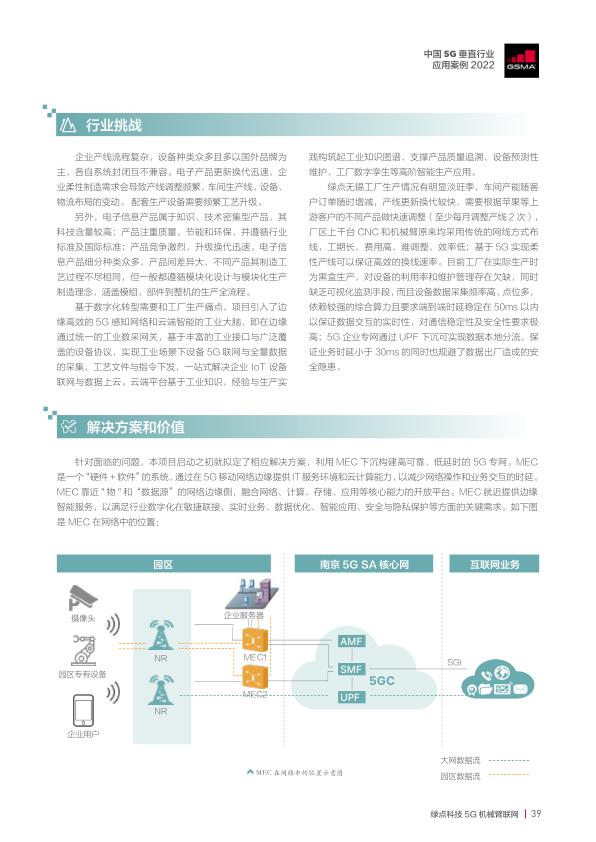 中国 5G 垂直行业
应用案例 2022
GSMA
行业挑战
企业产线流程复杂，设备种类众多且多以国外品牌为
主，各自系统封闭互不兼容。电子产品更新换代迅速，企
业柔性制造需求会导致产线调整频繁，车间生产线、设备、
物流布局的变动。 配套生产设备需要频繁工艺升级。
另外，电子信息产品属于知识、技术密集型产品，其
科技含量较高；产品注重质量、节能和环保，并遵循行业
标准及国际标准；产品竞争激烈，升级换代迅速。电子信
息产品细分种类众多，产品间差异大，不同产品其制造工
艺过程不尽相同，但一般都遵循模块化设计与模块化生产
制造理念，涵盖模组、部件到整机的生产全流程。
基于数字化转型需要和工厂生产痛点，项目引入了边
缘高效的 5G 感知网络和云端智能的工业大脑，即在边缘
通过统一的工业数采网关，基于丰富的工业接口与广泛覆
盖的设备协议，实现工业场景下设备 5G 联网与全量数据
的采集，工艺文件与指令下发，一站式解决企业 IoT 设备
联网与数据上云。云端平台基于工业知识、经验与生产实
践构筑起工业知识图谱，支撑产品质量追溯、设备预测性
维护、工厂数字孪生等高阶智能生产应用。
绿点无锡工厂生产情况有明显淡旺季，车间产能随客
户订单随时增减，产线更新换代较快，需要根据苹果等上
游客户的不同产品做快速调整（至少每月调整产线 2 次），
厂区上千台 CNC 和机械臂原来均采用传统的网线方式布
线，工期长、费用高、难调整、效率低；基于 5G 实现柔
性产线可以保证高效的换线速率。目前工厂在实际生产时
为黑盒生产，对设备的利用率和维护管理存在欠缺，同时
缺乏可视化监测手段，而且设备数据采集频率高、点位多，
依赖较强的综合算力且要求端到端时延稳定在 50ms 以内
以保证数据交互的实时性，对通信稳定性及安全性要求极
高；5G 企业专网通过 UPF 下沉可实现数据本地分流，保
证业务时延小于 30ms 的同时也规避了数据出厂造成的安
全隐患。
解决方案和价值
针对面临的问题，本项目启动之初就拟定了相应解决方案，利用 MEC 下沉构建高可靠、低延时的 5G 专网。MEC
是一个“硬件 + 软件”的系统，通过在 5G 移动网络边缘提供 IT 服务环境和云计算能力，以减少网络操作和业务交互的时延。
MEC 靠近“物“和“数据源”的网络边缘侧，融合网络、计算、存储、应用等核心能力的开放平台。MEC 就近提供边缘
智能服务，以满足行业数字化在敏捷联接、实时业务、数据优化、智能应用、安全与隐私保护等方面的关键需求。如下图
是 MEC 在网络中的位置：
园区
南京 5G SA 核心网
互联网业务
摄像头
园区专有设备
企业用户
NR
NR
企业服务器
MEC1
MEC2
AMF
SMF
UPF
5GC
SGi
大网数据流
园区数据流
MEC 在网络中的位置示意图
绿点科技 5G 机械臂联网 | 39